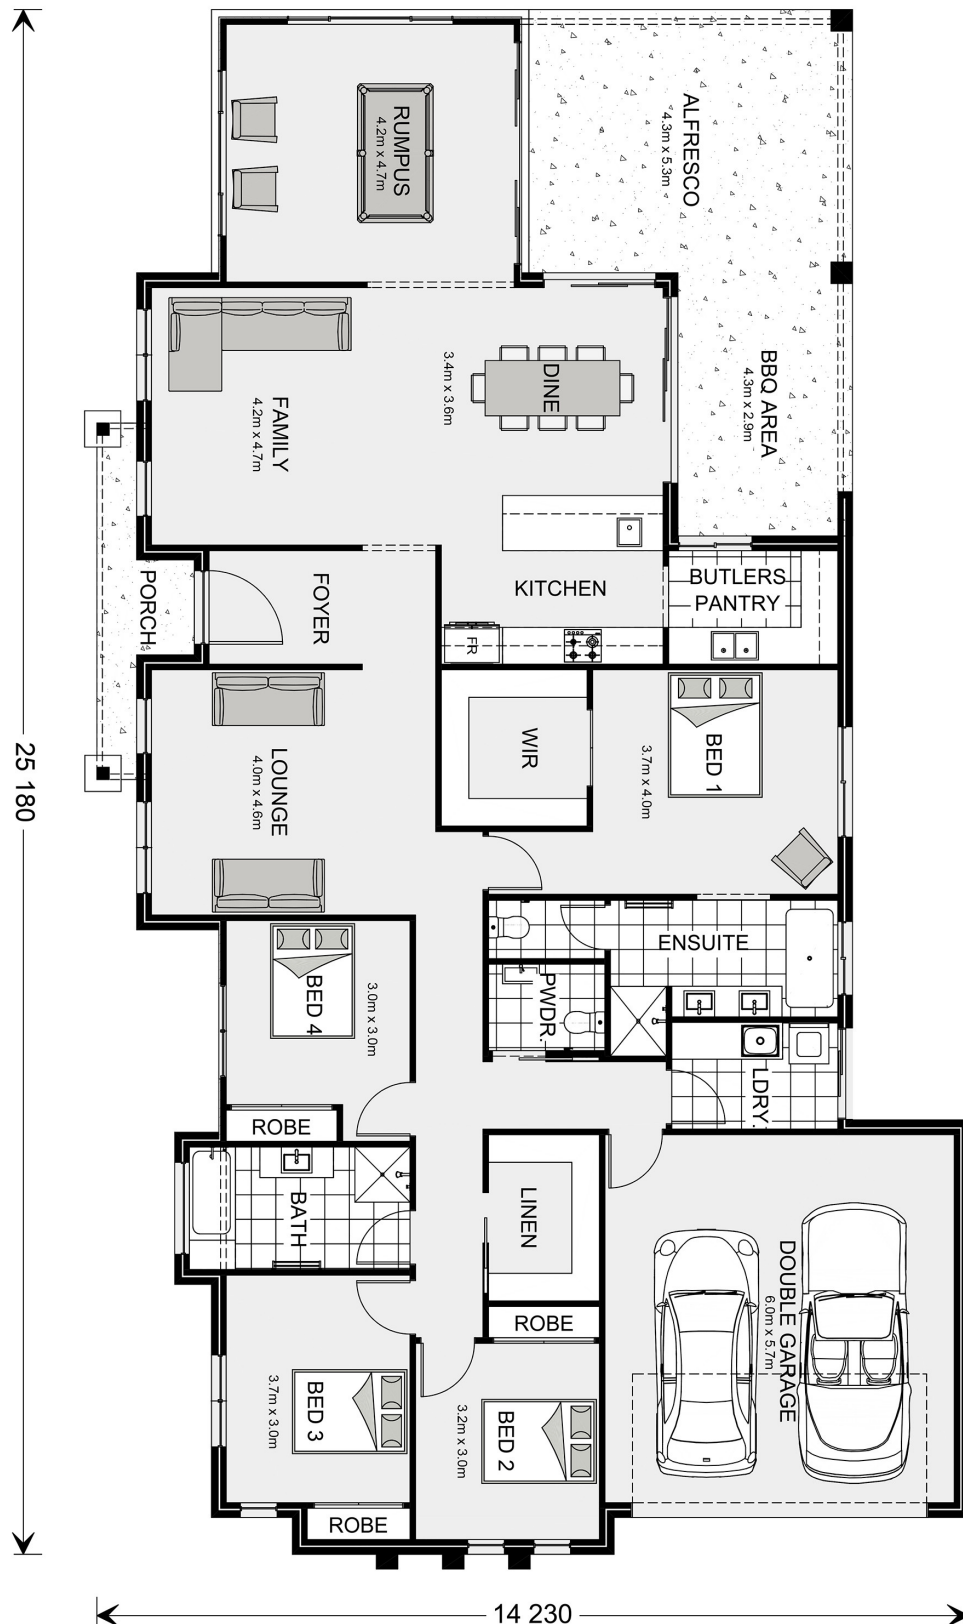 RUMPUS
4.2m x 4.7m
ALFRESCO
4.3m x 5.3m
BBQ AREA
4.3m x 2.9m
DINE
3.4m x 3.6m
FAMILY
4.2m x 4.7m
KITCHEN
BUTLERS
PANTRY
FR
FOYER
PORCH
LOUNGE
4.0m x 4.6m
WIR
BED 1
3.7m x 4.0m
25 180
ENSUITE
PWDR.
LDRY.
BED 4
3.0m x 3.0m
ROBE
BATH
LINEN
ROBE
DOUBLE GARAGE
6.0m x 5.7m
BED 3
3.7m x 3.0m
BED 2
3.2m x 3.0m
ROBE
14 230